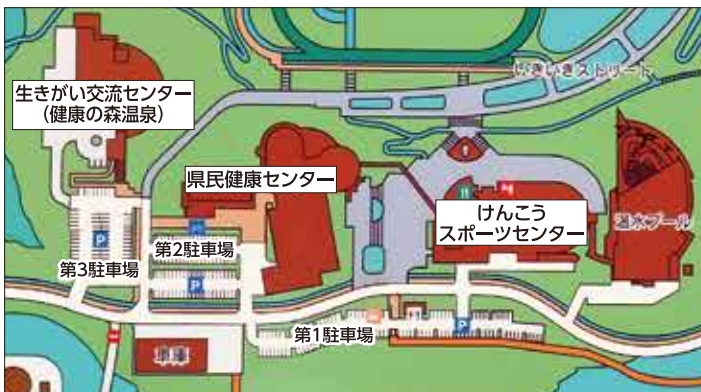 いきいきストリート
生きがい交流センター
(健康の森温泉)
県民健康センター
けんこう
スポーツセンター
温水プール
第3駐車場
第2駐車場
P
P
P
P
第1駐車場
車庫